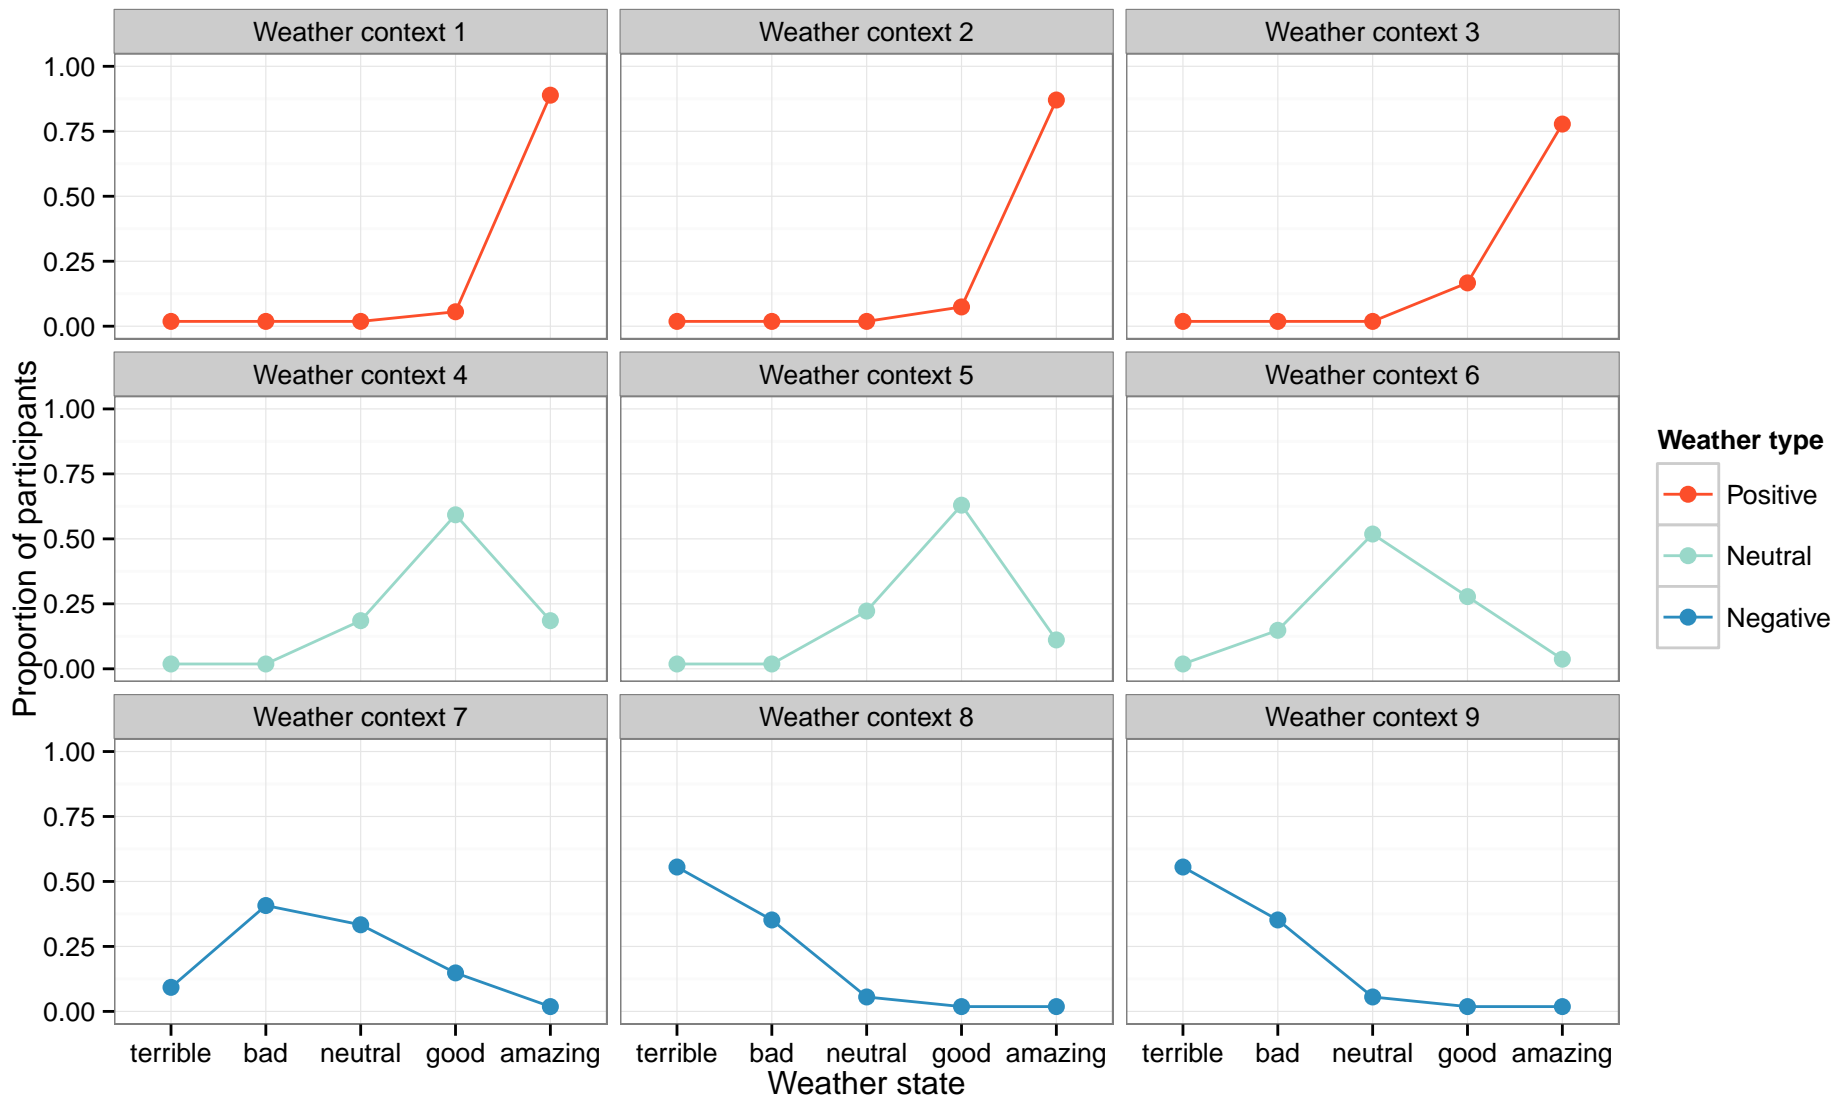 Weather context 1
Weather context 2
Weather context 3
1.00
0.75
0.50
0.25
0.00
Weather context 4
Weather context 5
Weather context 6
1.00
0.75
0.50
0.25
0.00
Weather context 7
Weather context 8
Weather context 9
1.00
0.75
0.50
0.25
0.00
terrible bad neutral good amazing
terrible bad neutral good amazing
terrible bad neutral good amazing
Weather state
Proportion of participants
Weather type
Positive
Neutral
Negative